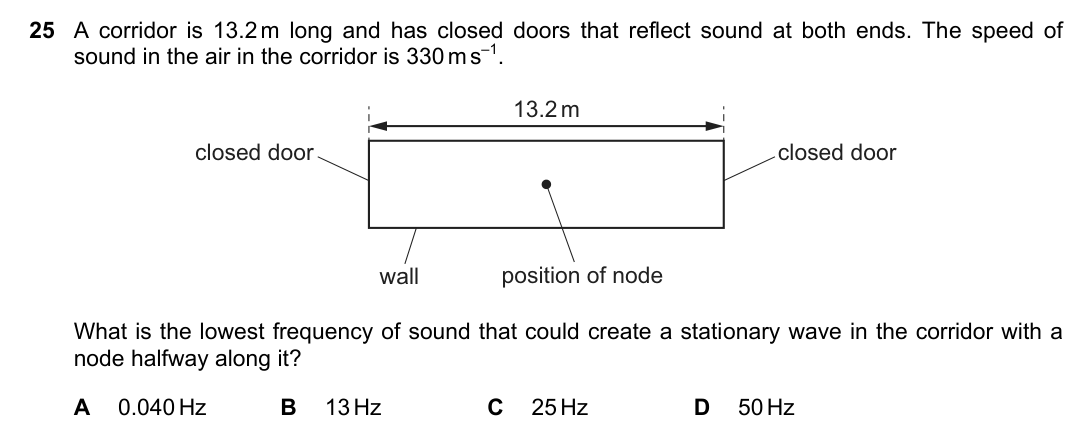 25 A corridor is 13.2 m long and has closed doors that reflect sound at both ends. The speed of
sound in the air in the corridor is 330 m s⁻¹.
13.2 m
closed door
closed door
wall
position of node
What is the lowest frequency of sound that could create a stationary wave in the corridor with a
node halfway along it?
A 0.040 Hz B 13 Hz C 25 Hz D 50 Hz